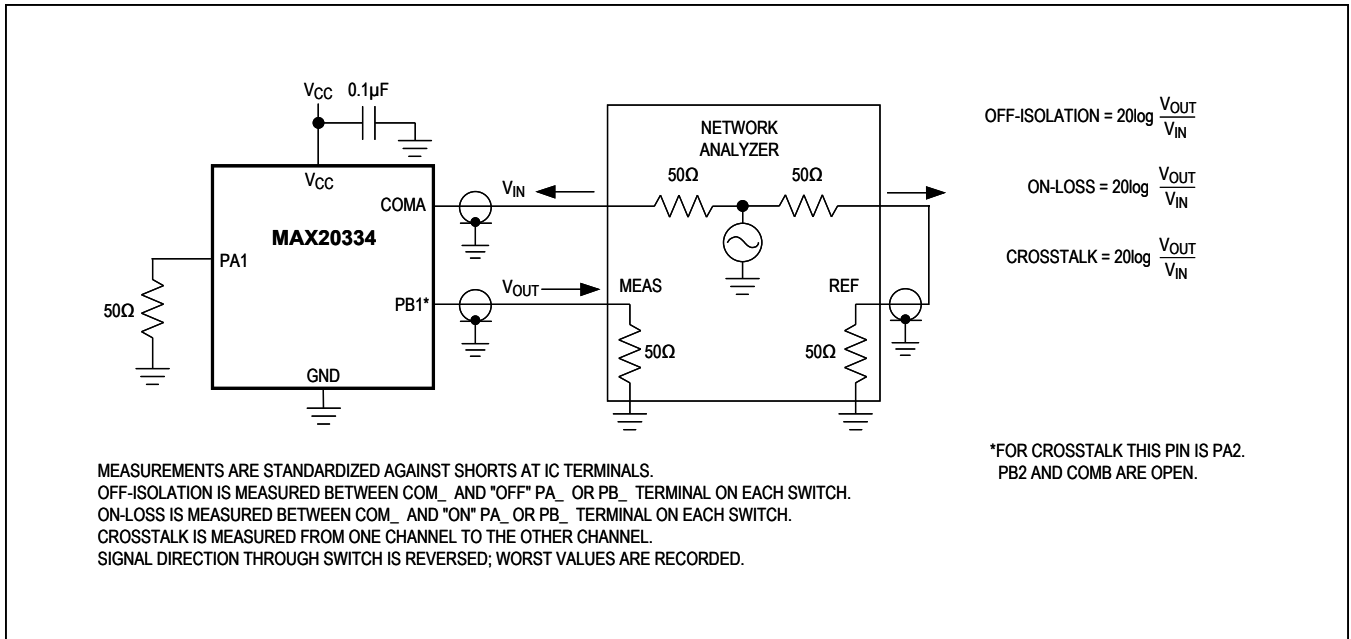 VCC 0.1µF
VCC
COMA
MAX20334
PA1
PB1*
GND
50Ω
VIN
VOUT
NETWORK
ANALYZER
50Ω 50Ω
MEAS REF
50Ω 50Ω
OFF-ISOLATION = 20log VOUT/VIN
ON-LOSS = 20log VOUT/VIN
CROSSTALK = 20log VOUT/VIN
*FOR CROSSTALK THIS PIN IS PA2.
PB2 AND COMB ARE OPEN.
MEASUREMENTS ARE STANDARDIZED AGAINST SHORTS AT IC TERMINALS.
OFF-ISOLATION IS MEASURED BETWEEN COM_ AND "OFF" PA_ OR PB_ TERMINAL ON EACH SWITCH.
ON-LOSS IS MEASURED BETWEEN COM_ AND "ON" PA_ OR PB_ TERMINAL ON EACH SWITCH.
CROSSTALK IS MEASURED FROM ONE CHANNEL TO THE OTHER CHANNEL.
SIGNAL DIRECTION THROUGH SWITCH IS REVERSED; WORST VALUES ARE RECORDED.